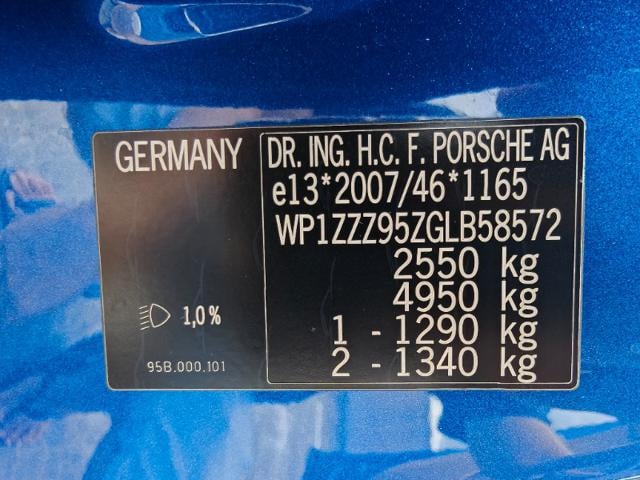 GERMANY
DR. ING. H.C. F. PORSCHE AG
e13*2007/46*1165
WP1ZZZ95ZGLB58572
2550 kg
4950 kg
1 - 1290 kg
2 - 1340 kg
1,0%
95B.000.101